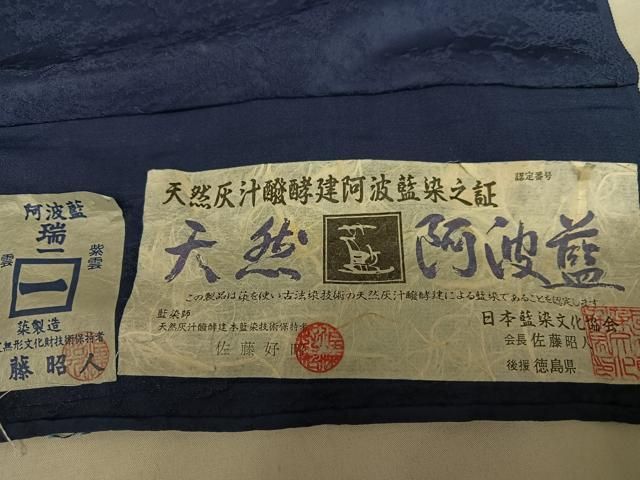 阿波藍
瑞一
雲
紫雲
一
蒅製造
無形文化財技術保持者
藤昭人
天然灰汁醱酵建阿波藍染之証
認定番号
天然
阿波藍
この製品は蒅を使い古法染技術の天然灰汁醱酵建による藍染であることを認定します
藍染師
天然灰汁醱酵建本藍染技術保持者
佐藤好
日本藍染文化協会
会長 佐藤昭人
後援 徳島県